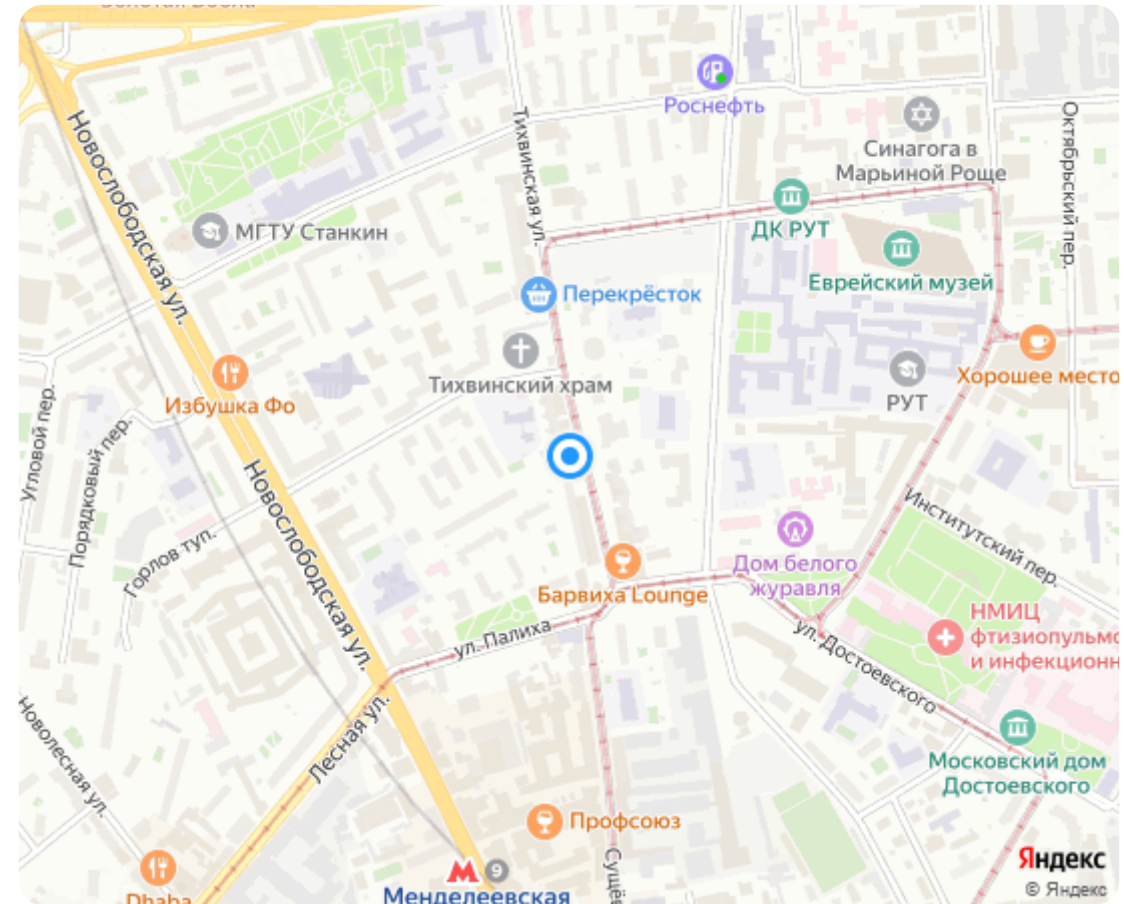 Новослободская ул.
Тихвинская ул.
Роснефть
Октябрьский пер.
Синагога в
Марьиной Роще
МГТУ Станкин
ДК РУТ
Еврейский музей
Перекрёсток
Тихвинский храм
Хорошее место
РУТ
Избушка Фо
Угловой пер.
Порядковый пер.
Новослободская ул.
Горлов туп.
Институтский пер.
Дом белого
журавля
Барвиха Lounge
НМИЦ
фтизиопульмо
и инфекционн
ул. Палиха
ул. Достоевского
Новолесная ул.
Лесная ул.
Московский дом
Достоевского
Профсоюз
Сущёв
М 9
Менделеевская
Dhaba
Яндекс
© Яндекс